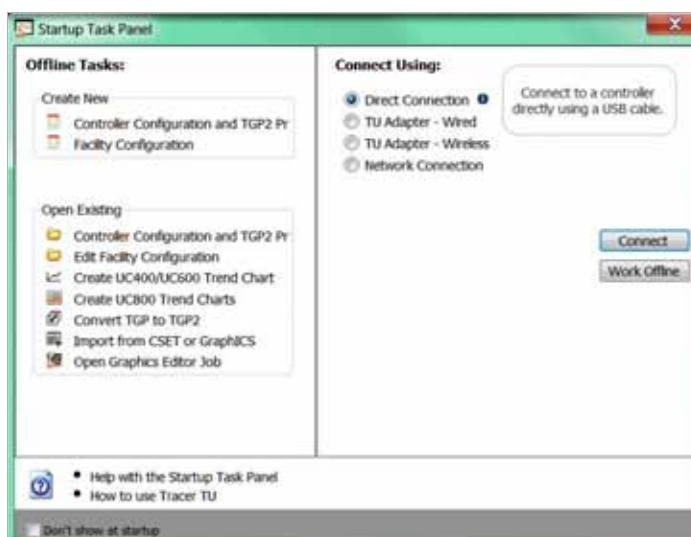 Startup Task Panel
Offline Tasks:
Create New
Controller Configuration and TGP2 Pr
Facility Configuration
Open Existing
Controller Configuration and TGP2 Pr
Edit Facility Configuration
Create UC400/UC600 Trend Chart
Create UC800 Trend Charts
Convert TGP to TGP2
Import from CSET or GraphICS
Open Graphics Editor Job
Connect Using:
Direct Connection
TU Adapter - Wired
TU Adapter - Wireless
Network Connection
Connect to a controller
directly using a USB cable.
Connect
Work Offline
Help with the Startup Task Panel
How to use Tracer TU
Don't show at startup